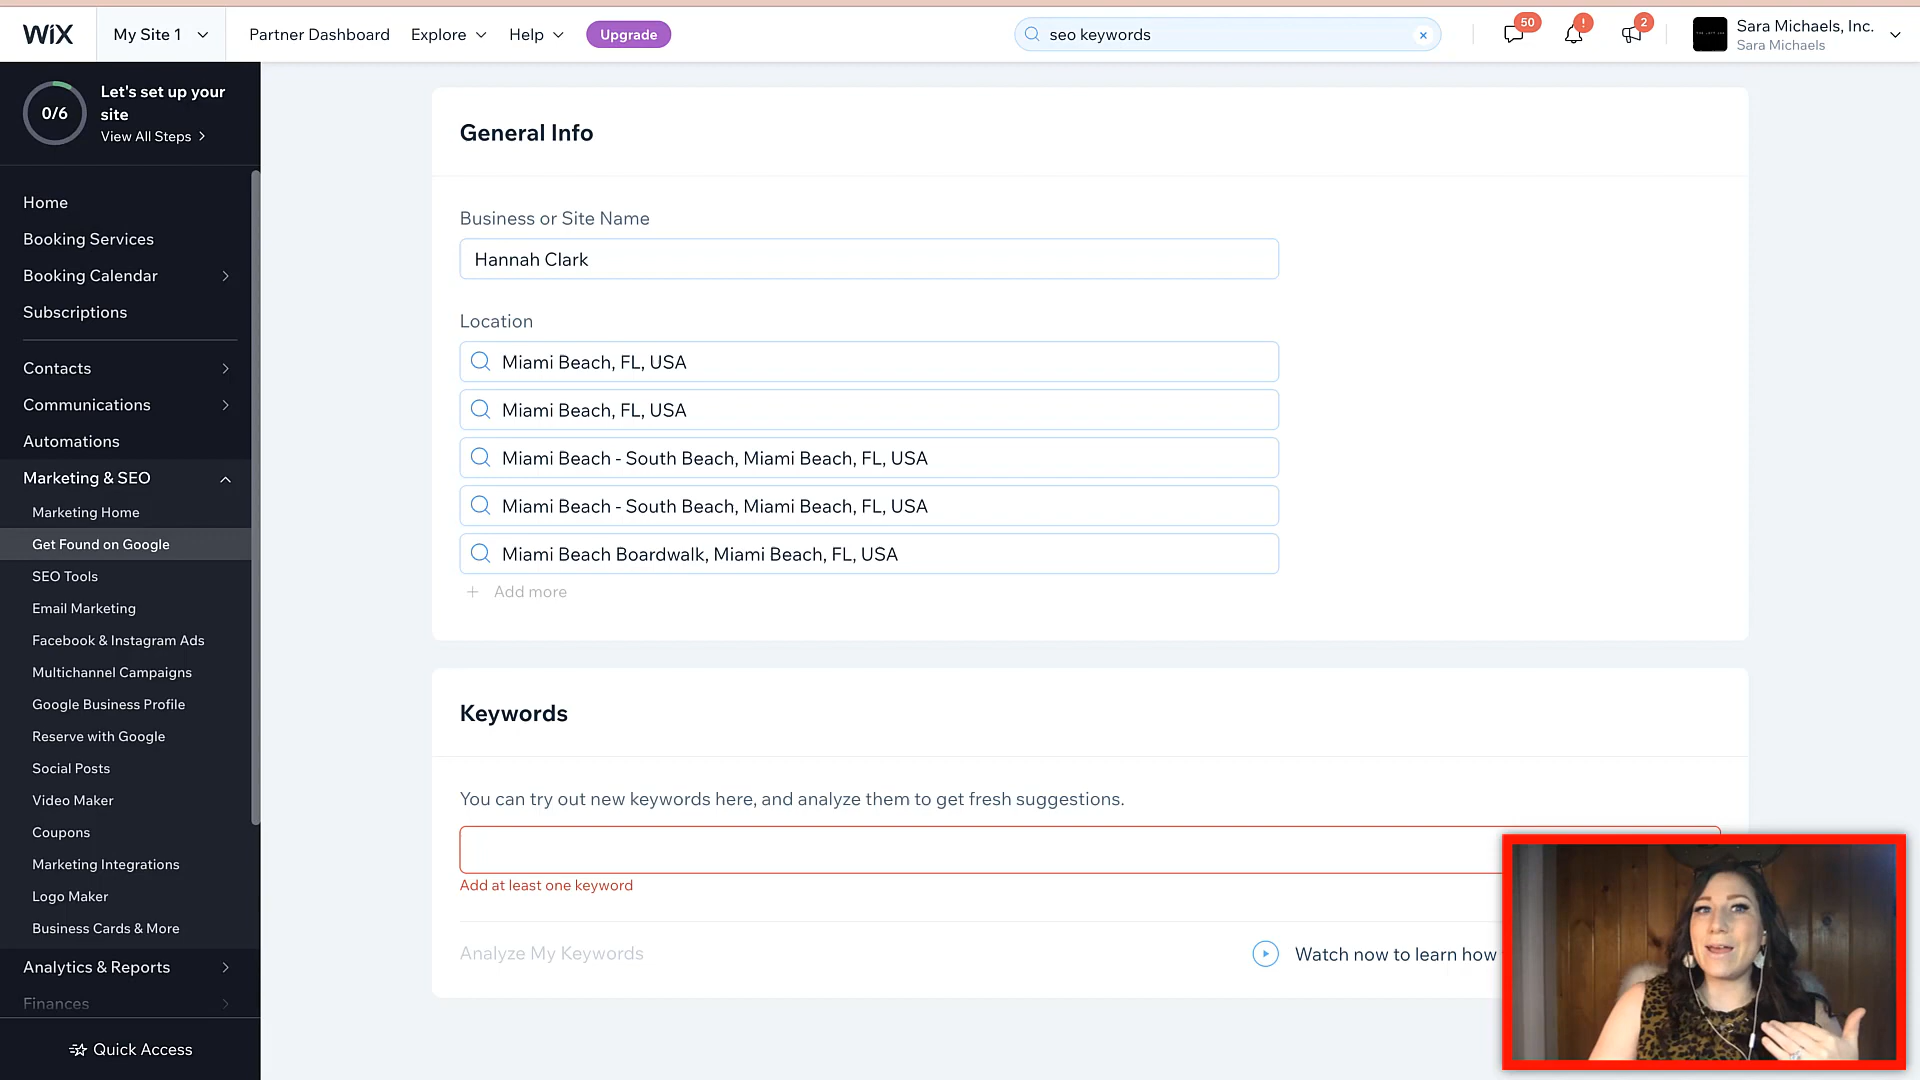 WiX
My Site 1
Partner Dashboard
Explore
Help
Upgrade
seo keywords
50
!
2
Sara Michaels, Inc.
Sara Michaels
0/6
Let's set up your
site
View All Steps
Home
Booking Services
Booking Calendar
Subscriptions
Contacts
Communications
Automations
Marketing & SEO
Marketing Home
Get Found on Google
SEO Tools
Email Marketing
Facebook & Instagram Ads
Multichannel Campaigns
Google Business Profile
Reserve with Google
Social Posts
Video Maker
Coupons
Marketing Integrations
Logo Maker
Business Cards & More
Analytics & Reports
Finances
Quick Access
General Info
Business or Site Name
Hannah Clark
Location
Miami Beach, FL, USA
Miami Beach, FL, USA
Miami Beach - South Beach, Miami Beach, FL, USA
Miami Beach - South Beach, Miami Beach, FL, USA
Miami Beach Boardwalk, Miami Beach, FL, USA
+ Add more
Keywords
You can try out new keywords here, and analyze them to get fresh suggestions.
Add at least one keyword
Analyze My Keywords
Watch now to learn how